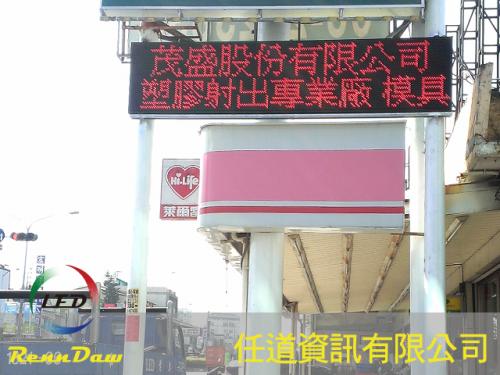 茂盛股份有限公司
塑膠射出專業廠 模具
Hi-Life
萊爾富
LED
RennDaw
任道資訊有限公司